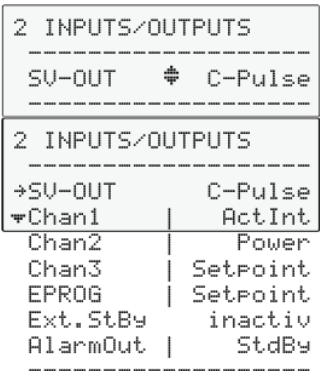 2 INPUTS/OUTPUTS
--------------------
SV-OUT C-Pulse
--------------------
2 INPUTS/OUTPUTS
--------------------
→SV-OUT C-Pulse
Chan1 | ActInt
Chan2 | Power
Chan3 | Setpoint
EPROG | Setpoint
Ext.StBy inactiv
AlarmOut | StdBy
--------------------